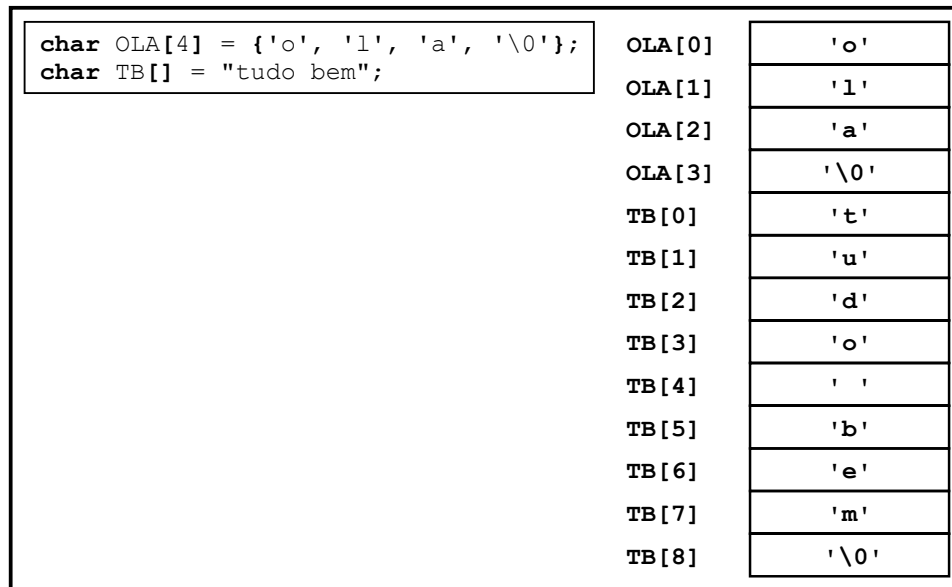 char OLA[4] = {'o', 'l', 'a', '\0'};
char TB[] = "tudo bem";
OLA[0] 'o'
OLA[1] 'l'
OLA[2] 'a'
OLA[3] '\0'
TB[0] 't'
TB[1] 'u'
TB[2] 'd'
TB[3] 'o'
TB[4] ' '
TB[5] 'b'
TB[6] 'e'
TB[7] 'm'
TB[8] '\0'